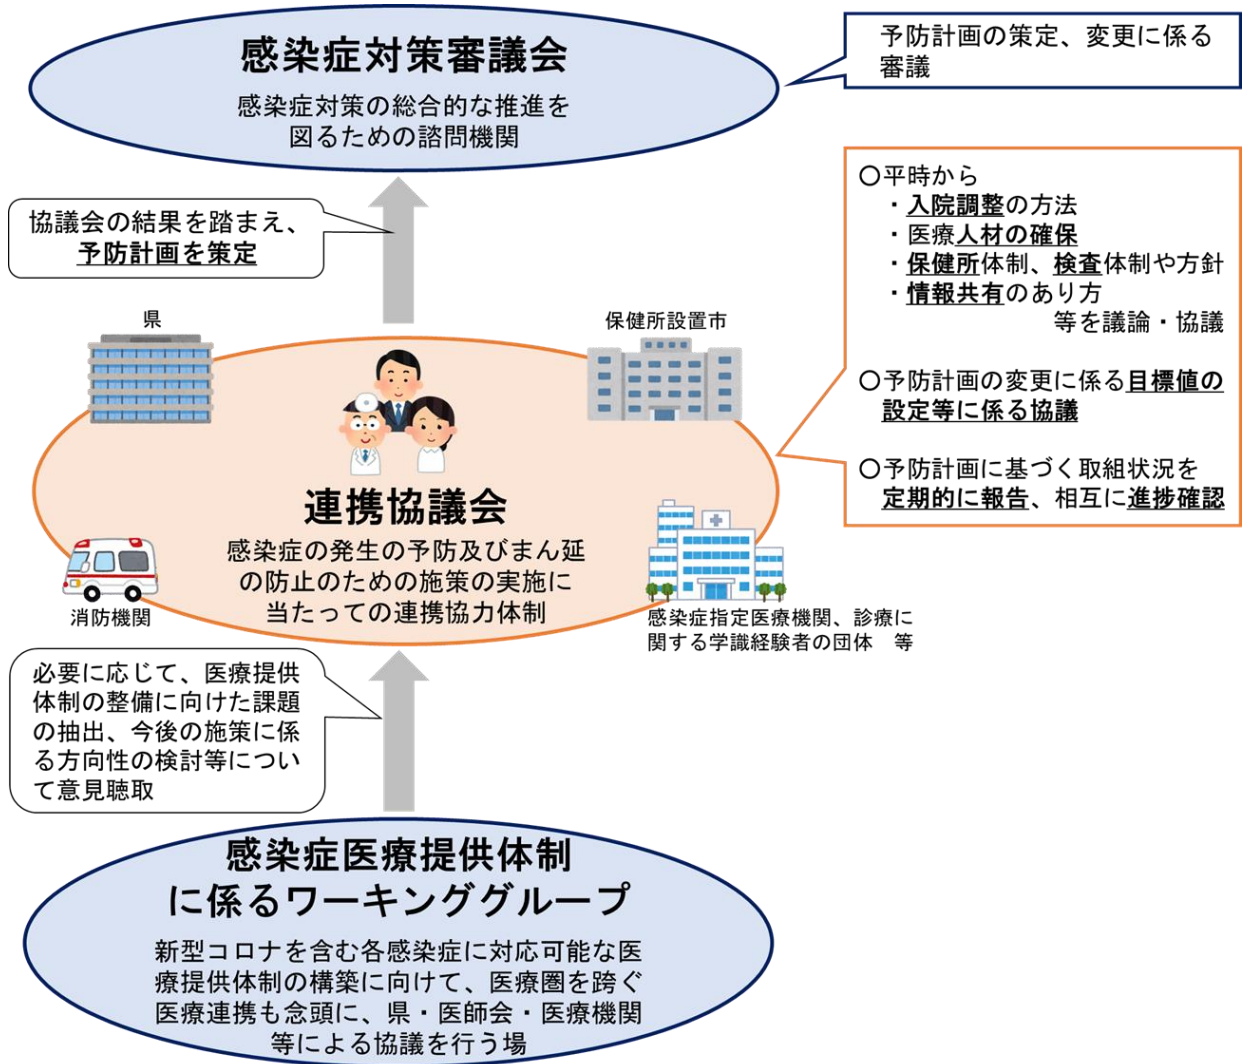 感染症対策審議会
感染症対策の総合的な推進を
図るための諮問機関
予防計画の策定、変更に係る
審議
協議会の結果を踏まえ、
予防計画を策定
〇平時から
・入院調整の方法
・医療人材の確保
・保健所体制、検査体制や方針
・情報共有のあり方
等を議論・協議
〇予防計画の変更に係る目標値の
設定等に係る協議
〇予防計画に基づく取組状況を
定期的に報告、相互に進捗確認
県
保健所設置市
連携協議会
感染症の発生の予防及びまん延
の防止のための施策の実施に
当たっての連携協力体制
消防機関
感染症指定医療機関、診療に
関する学識経験者の団体　等
必要に応じて、医療提供
体制の整備に向けた課題
の抽出、今後の施策に係
る方向性の検討等につい
て意見聴取
感染症医療提供体制
に係るワーキンググループ
新型コロナを含む各感染症に対応可能な医
療提供体制の構築に向けて、医療圏を跨ぐ
医療連携も念頭に、県・医師会・医療機関
等による協議を行う場